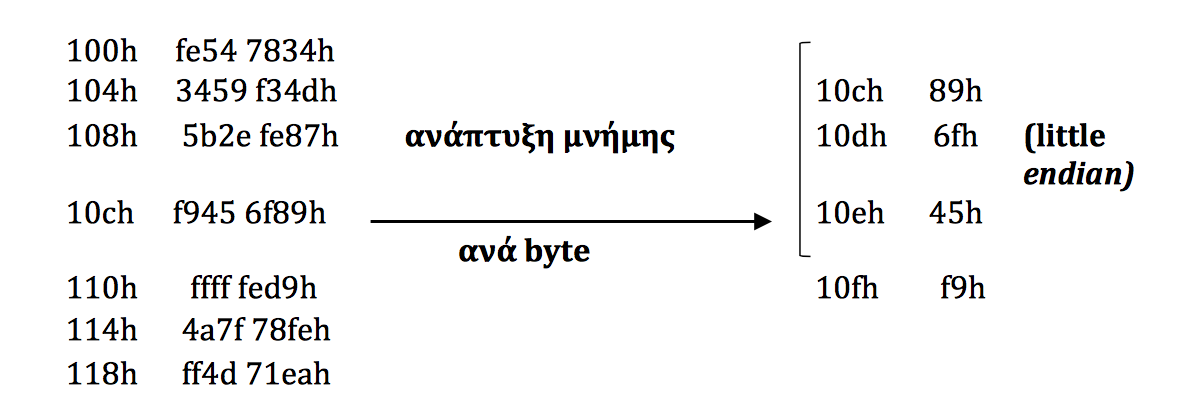 100h fe54 7834h
104h 3459 f34dh 10ch 89h
108h 5b2e fe87h ανάπτυξη μνήμης 10dh 6fh (little
endian)
10ch f945 6f89h 10eh 45h
ανά byte
110h ffff fed9h 10fh f9h
114h 4a7f 78feh
118h ff4d 71eah